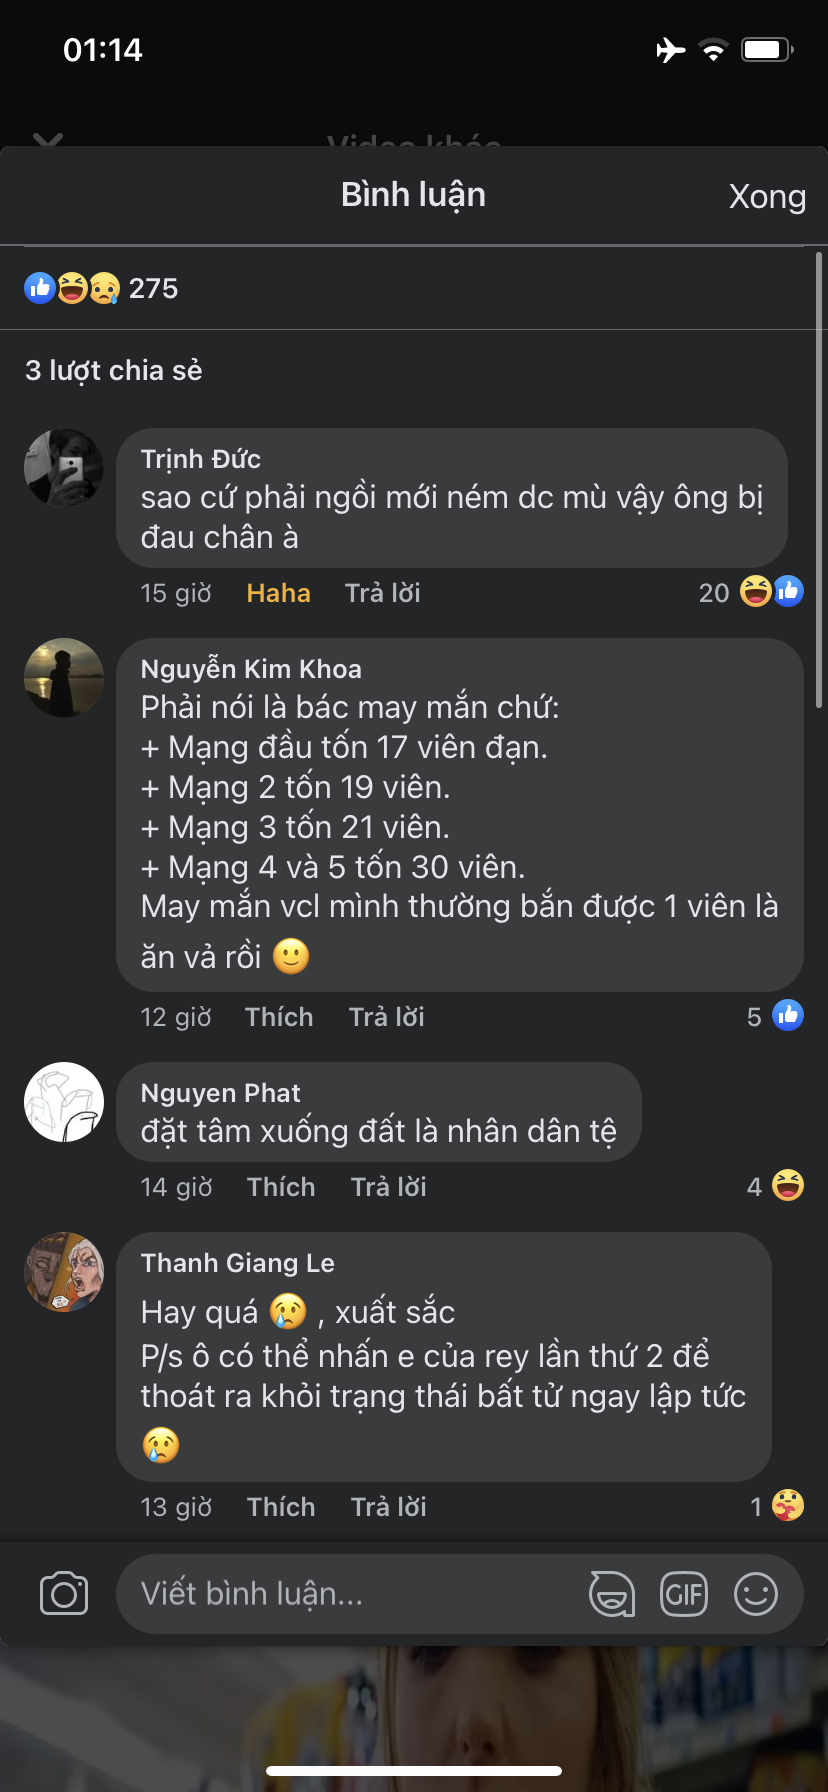 01:14
Video khác
Bình luận
Xong
275
3 lượt chia sẻ
Trịnh Đức
sao cứ phải ngồi mới ném dc mù vậy ông bị
đau chân à
15 giờ Haha Trả lời 20
Nguyễn Kim Khoa
Phải nói là bác may mắn chứ:
+ Mạng đầu tốn 17 viên đạn.
+ Mạng 2 tốn 19 viên.
+ Mạng 3 tốn 21 viên.
+ Mạng 4 và 5 tốn 30 viên.
May mắn vcl mình thường bắn được 1 viên là
ăn vả rồi 🙂
12 giờ Thích Trả lời 5
Nguyen Phat
đặt tâm xuống đất là nhân dân tệ
14 giờ Thích Trả lời 4
Thanh Giang Le
Hay quá 😢 , xuất sắc
P/s ô có thể nhấn e của rey lần thứ 2 để
thoát ra khỏi trạng thái bất tử ngay lập tức
😢
13 giờ Thích Trả lời 1
Viết bình luận...
GIF